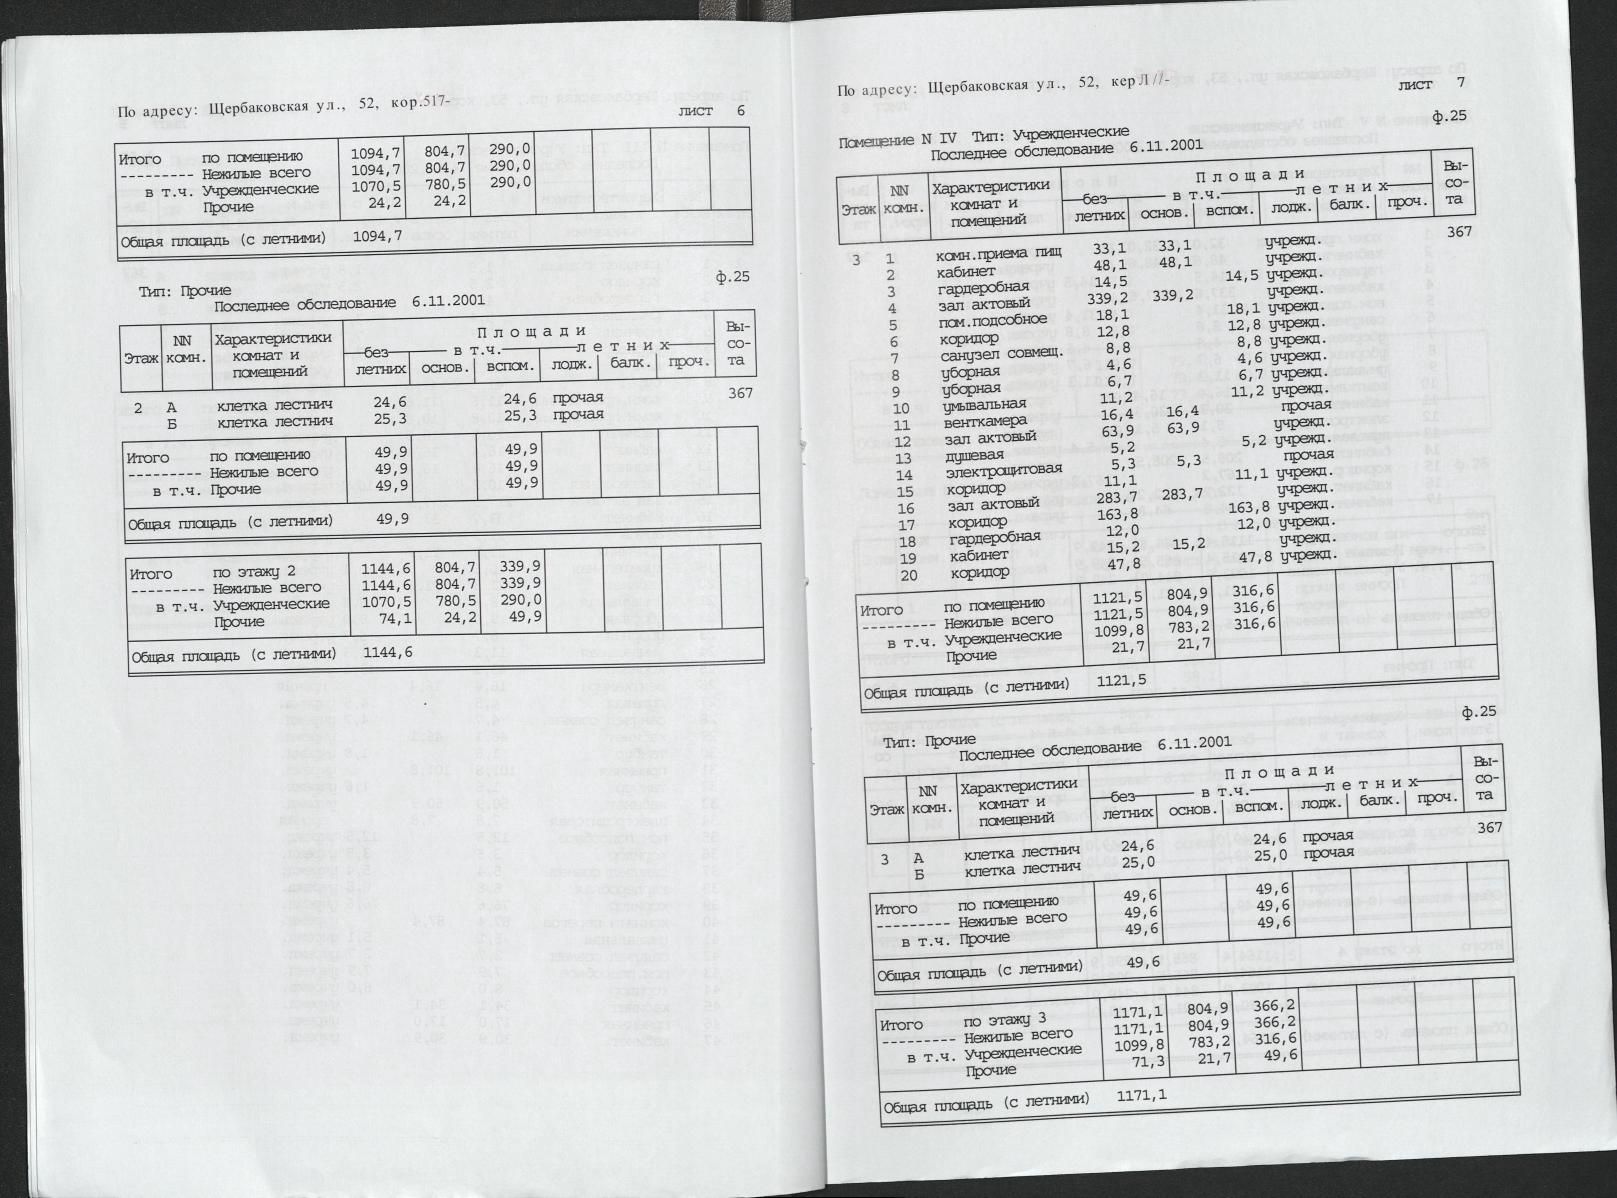 По адресу: Щербаковская ул., 52, кор.517-
лист 6
Итого по помещению 1094,7 804,7 290,0
--------- Нежилые всего 1094,7 804,7 290,0
в т.ч. Учрежденческие 1070,5 780,5 290,0
Прочие 24,2 24,2
Общая площадь (с летними) 1094,7
ф.25
Тип: Прочие
Последнее обследование 6.11.2001
Этаж NN комн. Характеристики комнат и помещений Площади Вы-
без в т.ч. летних со-
летних основ. вспом. лодж. балк. проч. та
2 А клетка лестнич 24,6 24,6 прочая 367
Б клетка лестнич 25,3 25,3 прочая
Итого по помещению 49,9 49,9
--------- Нежилые всего 49,9 49,9
в т.ч. Прочие 49,9 49,9
Общая площадь (с летними) 49,9
Итого по этажу 2 1144,6 804,7 339,9
--------- Нежилые всего 1144,6 804,7 339,9
в т.ч. Учрежденческие 1070,5 780,5 290,0
Прочие 74,1 24,2 49,9
Общая площадь (с летними) 1144,6
По адресу: Щербаковская ул., 52, керЛ//-
лист 7
ф.25
Помещение N IV Тип: Учрежденческие
Последнее обследование 6.11.2001
Этаж NN комн. Характеристики комнат и помещений Площади Вы-
без в т.ч. летних со-
летних основ. вспом. лодж. балк. проч. та
3 1 комн.приема пищ 33,1 33,1 учрежд. 367
2 кабинет 48,1 48,1 учрежд.
3 гардеробная 14,5 14,5 учрежд.
4 зал актовый 339,2 339,2 учрежд.
5 пом.подсобное 18,1 18,1 учрежд.
6 коридор 12,8 12,8 учрежд.
7 санузел совмещ. 8,8 8,8 учрежд.
8 уборная 4,6 4,6 учрежд.
9 уборная 6,7 6,7 учрежд.
10 умывальная 11,2 11,2 учрежд.
11 венткамера 16,4 16,4 прочая
12 зал актовый 63,9 63,9 учрежд.
13 душевая 5,2 5,2 учрежд.
14 электрощитовая 5,3 5,3 прочая
15 коридор 11,1 11,1 учрежд.
16 зал актовый 283,7 283,7 учрежд.
17 коридор 163,8 163,8 учрежд.
18 гардеробная 12,0 12,0 учрежд.
19 кабинет 15,2 15,2 учрежд.
20 коридор 47,8 47,8 учрежд.
Итого по помещению 1121,5 804,9 316,6
--------- Нежилые всего 1121,5 804,9 316,6
в т.ч. Учрежденческие 1099,8 783,2 316,6
Прочие 21,7 21,7
Общая площадь (с летними) 1121,5
ф.25
Тип: Прочие
Последнее обследование 6.11.2001
Этаж NN комн. Характеристики комнат и помещений Площади Вы-
без в т.ч. летних со-
летних основ. вспом. лодж. балк. проч. та
3 А клетка лестнич 24,6 24,6 прочая 367
Б клетка лестнич 25,0 25,0 прочая
Итого по помещению 49,6 49,6
--------- Нежилые всего 49,6 49,6
в т.ч. Прочие 49,6 49,6
Общая площадь (с летними) 49,6
Итого по этажу 3 1171,1 804,9 366,2
--------- Нежилые всего 1171,1 804,9 366,2
в т.ч. Учрежденческие 1099,8 783,2 316,6
Прочие 71,3 21,7 49,6
Общая площадь (с летними) 1171,1